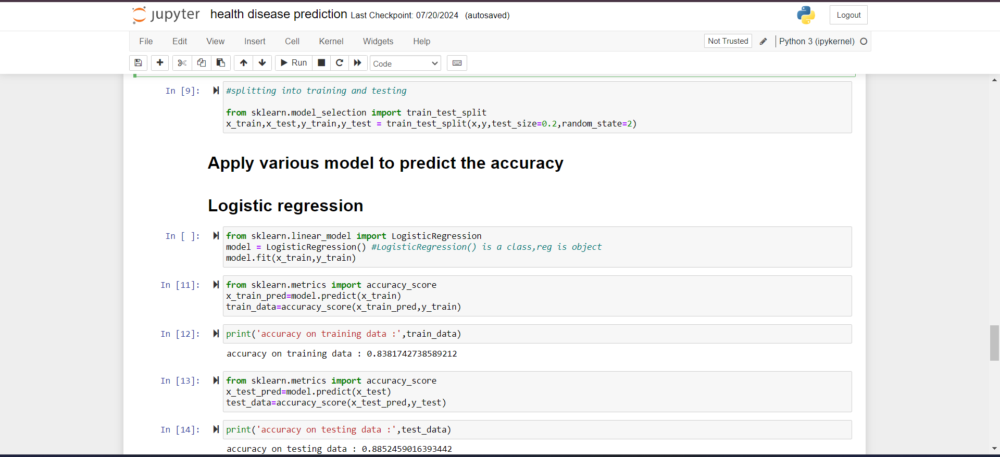 jupyter health disease prediction Last Checkpoint: 07/20/2024 (autosaved)
Logout
File Edit View Insert Cell Kernel Widgets Help
Not Trusted
Python 3 (ipykernel)
Run
Code
In [9]:
#splitting into training and testing
from sklearn.model_selection import train_test_split
x_train,x_test,y_train,y_test = train_test_split(x,y,test_size=0.2,random_state=2)
Apply various model to predict the accuracy
Logistic regression
In [ ]:
from sklearn.linear_model import LogisticRegression
model = LogisticRegression() #LogisticRegression() is a class,reg is object
model.fit(x_train,y_train)
In [11]:
from sklearn.metrics import accuracy_score
x_train_pred=model.predict(x_train)
train_data=accuracy_score(x_train_pred,y_train)
In [12]:
print('accuracy on training data :',train_data)
accuracy on training data : 0.8381742738589212
In [13]:
from sklearn.metrics import accuracy_score
x_test_pred=model.predict(x_test)
test_data=accuracy_score(x_test_pred,y_test)
In [14]:
print('accuracy on testing data :',test_data)
accuracy on testing data : 0.8852459016393442